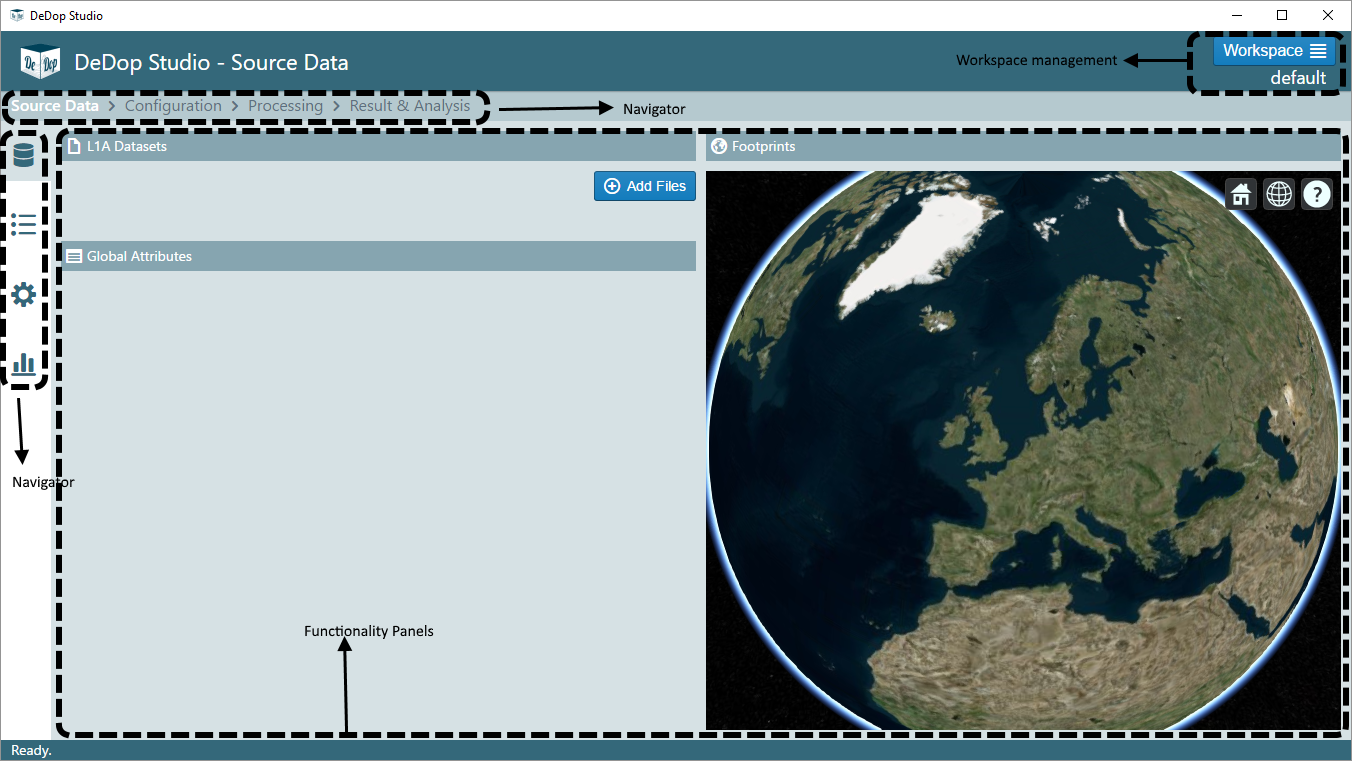 DeDop Studio
De Dop
DeDop Studio - Source Data
Workspace management
Workspace
default
Source Data > Configuration > Processing > Result & Analysis
Navigator
L1A Datasets
Footprints
Add Files
?
Global Attributes
Navigator
Functionality Panels
Ready.